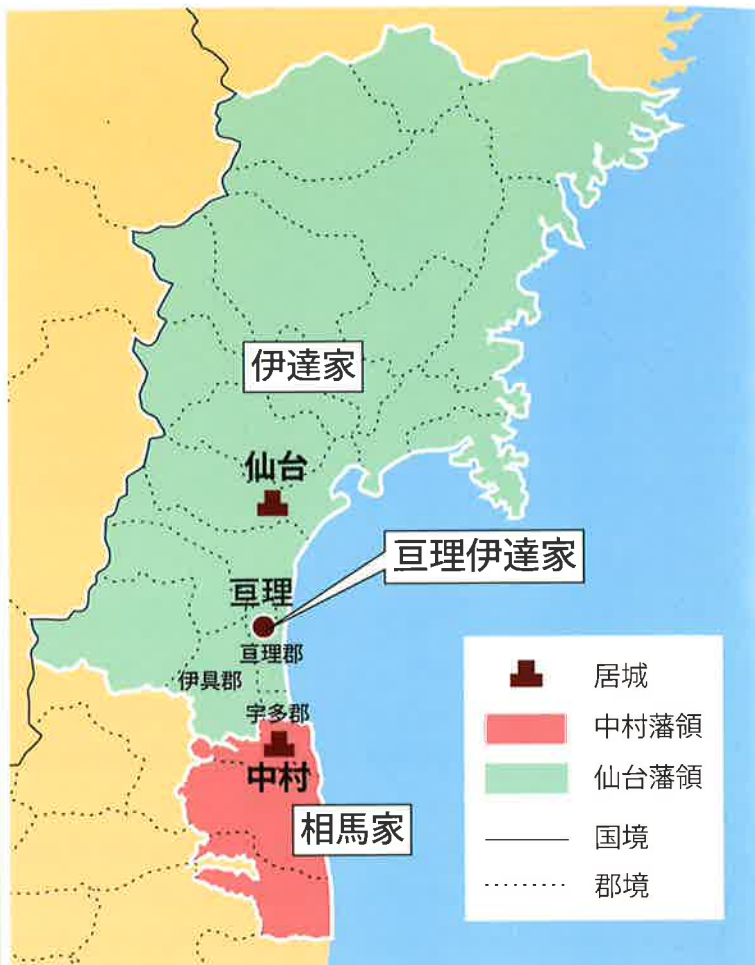 伊達家
仙台
亘理伊達家
亘理
亘理郡
伊具郡
宇多郡
中村
相馬家
居城
中村藩領
仙台藩領
国境
郡境